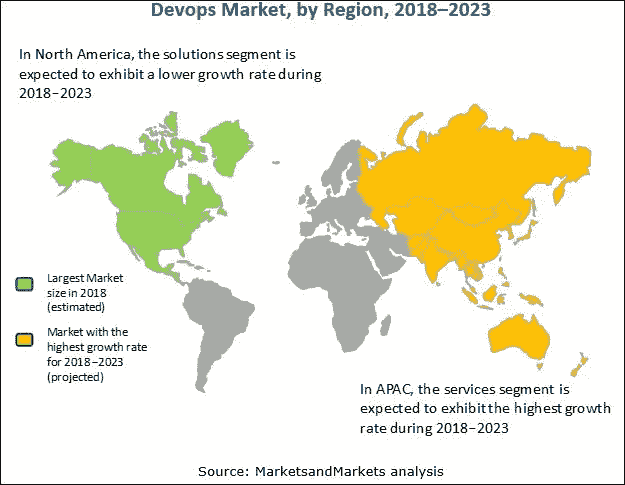 Devops Market, by Region, 2018–2023
In North America, the solutions segment is
expected to exhibit a lower growth rate during
2018–2023
Largest Market
size in 2018
(estimated)
Market with the
highest growth rate
for 2018–2023
(projected)
In APAC, the services segment is
expected to exhibit the highest growth
rate during 2018–2023
Source: MarketsandMarkets analysis